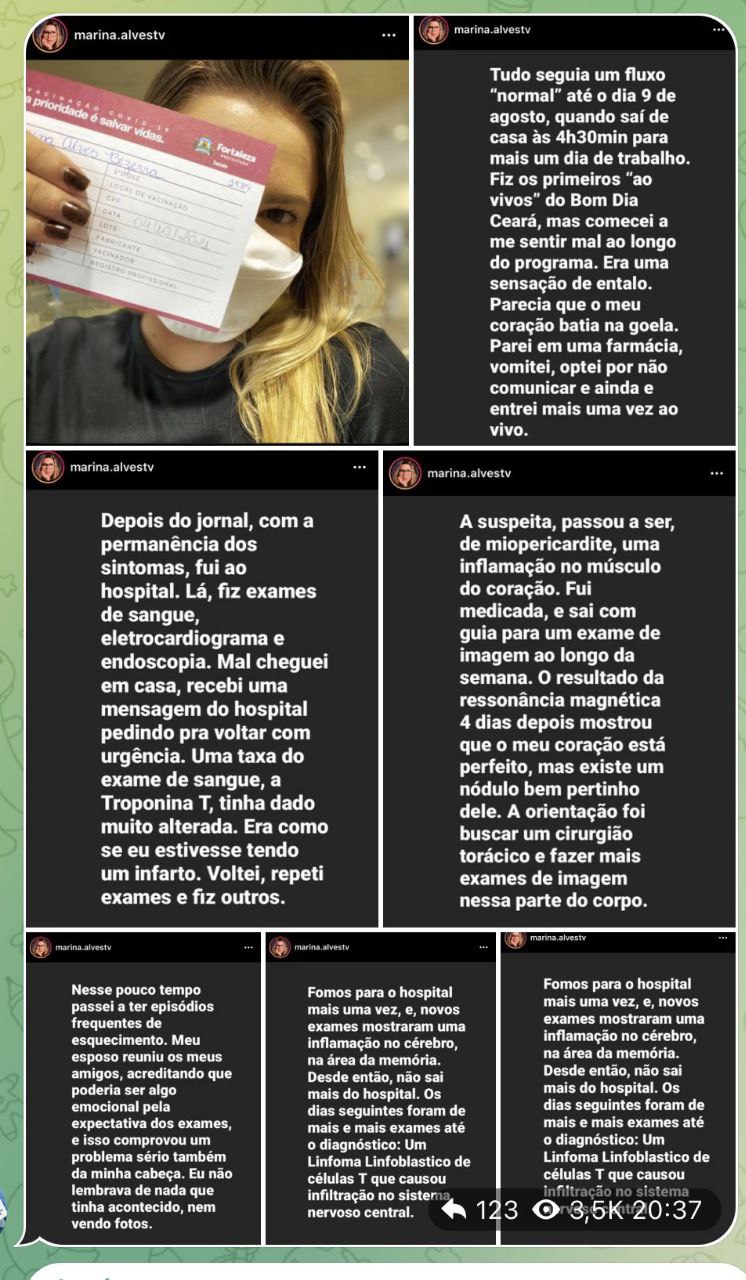 marina.alvestv
VACINAÇÃO COVID-19
a prioridade é salvar vidas.
Fortaleza
PREFEITURA
Saúde
Alves Bezerra
2ª DOSE
LOCAL DE VACINAÇÃO
CPF
DATA 04/10/2021
LOTE
FABRICANTE
VACINADOR
REGISTRO PROFISSIONAL
marina.alvestv
Tudo seguia um fluxo
“normal” até o dia 9 de
agosto, quando saí de
casa às 4h30min para
mais um dia de trabalho.
Fiz os primeiros “ao
vivos” do Bom Dia
Ceará, mas comecei a
me sentir mal ao longo
do programa. Era uma
sensação de entalo.
Parecia que o meu
coração batia na goela.
Parei em uma farmácia,
vomitei, optei por não
comunicar e ainda e
entrei mais uma vez ao
vivo.
marina.alvestv
Depois do jornal, com a
permanência dos
sintomas, fui ao
hospital. Lá, fiz exames
de sangue,
eletrocardiograma e
endoscopia. Mal cheguei
em casa, recebi uma
mensagem do hospital
pedindo pra voltar com
urgência. Uma taxa do
exame de sangue, a
Troponina T, tinha dado
muito alterada. Era como
se eu estivesse tendo
um infarto. Voltei, repeti
exames e fiz outros.
marina.alvestv
A suspeita, passou a ser,
de miopericardite, uma
inflamação no músculo
do coração. Fui
medicada, e sai com
guia para um exame de
imagem ao longo da
semana. O resultado da
ressonância magnética
4 dias depois mostrou
que o meu coração está
perfeito, mas existe um
nódulo bem pertinho
dele. A orientação foi
buscar um cirurgião
torácico e fazer mais
exames de imagem
nessa parte do corpo.
marina.alvestv
Nesse pouco tempo
passei a ter episódios
frequentes de
esquecimento. Meu
esposo reuniu os meus
amigos, acreditando que
poderia ser algo
emocional pela
expectativa dos exames,
e isso comprovou um
problema sério também
da minha cabeça. Eu não
lembrava de nada que
tinha acontecido, nem
vendo fotos.
marina.alvestv
Fomos para o hospital
mais uma vez, e, novos
exames mostraram uma
inflamação no cérebro,
na área da memória.
Desde então, não sai
mais do hospital. Os
dias seguintes foram de
mais e mais exames até
o diagnóstico: Um
Linfoma Linfoblastico de
células T que causou
infiltração no sistema
nervoso central.
marina.alvestv
Fomos para o hospital
mais uma vez, e, novos
exames mostraram uma
inflamação no cérebro,
na área da memória.
Desde então, não sai
mais do hospital. Os
dias seguintes foram de
mais e mais exames até
o diagnóstico: Um
Linfoma Linfoblastico de
células T que causou
infiltração no sistema
nervoso central.
123 3,5K 20:37